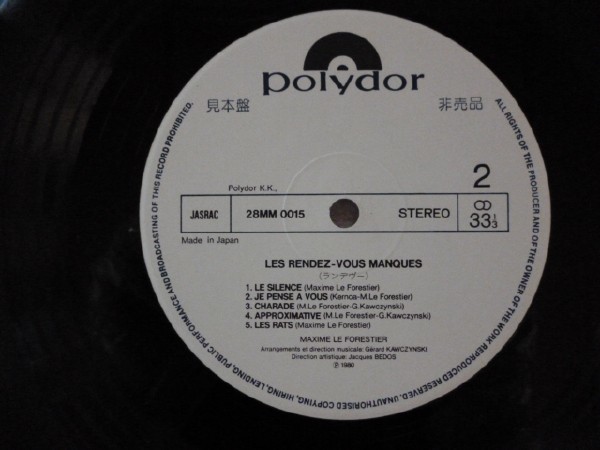 polydor
見本盤 非売品
2
Polydor K.K.,
JASRAC 28MM 0015 STEREO 33 1/3
Made in Japan
LES RENDEZ-VOUS MANQUES
(ランデヴー)
1. LE SILENCE (Maxime Le Forestier)
2. JE PENSE A VOUS (Kernoa-M.Le Forestier)
3. CHARADE (M.Le Forestier-G.Kawczynski)
4. APPROXIMATIVE (M.Le Forestier-G.Kawczynski)
5. LES RATS (Maxime Le Forestier)
MAXIME LE FORESTIER
Arrangements et direction musicale: Gérard KAWCZYNSKI
Direction artistique: Jacques BEDOS
℗ 1980
ALL RIGHTS OF THE PRODUCER AND OF THE OWNER OF THE WORK REPRODUCED RESERVED. UNAUTHORISED COPYING, HIRING, LENDING, PUBLIC PERFORMANCE AND BROADCASTING OF THIS RECORD PROHIBITED.